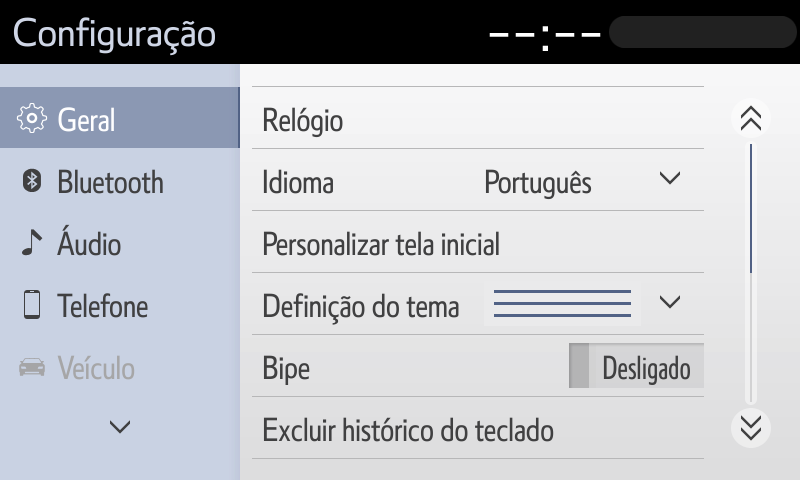 Configuração --:--
Geral
Bluetooth
Áudio
Telefone
Veículo
Relógio
Idioma Português
Personalizar tela inicial
Definição do tema
Bipe Desligado
Excluir histórico do teclado